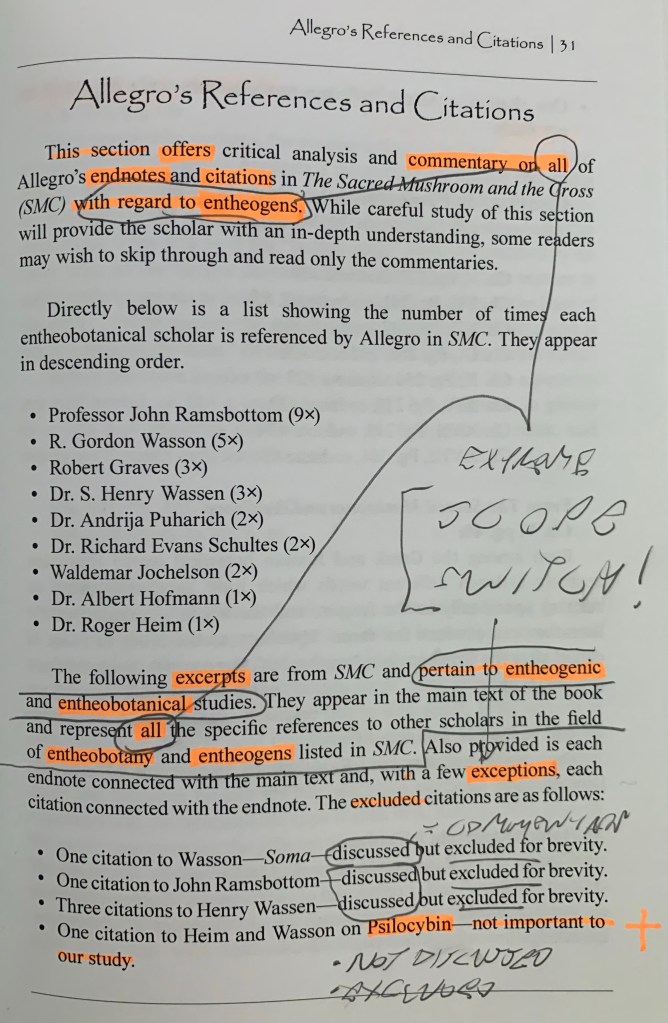 Allegro's References and Citations | 31
Allegro's References and Citations
This section offers critical analysis and commentary on all of
Allegro's endnotes and citations in The Sacred Mushroom and the Cross
(SMC) with regard to entheogens. While careful study of this section
will provide the scholar with an in-depth understanding, some readers
may wish to skip through and read only the commentaries.
Directly below is a list showing the number of times each
entheobotanical scholar is referenced by Allegro in SMC. They appear
in descending order.
• Professor John Ramsbottom (9×)
• R. Gordon Wasson (5×)
• Robert Graves (3×)
• Dr. S. Henry Wassen (3×)
• Dr. Andrija Puharich (2×)
• Dr. Richard Evans Schultes (2×)
• Waldemar Jochelson (2×)
• Dr. Albert Hofmann (1×)
• Dr. Roger Heim (1×)
EXTREME
SCOPE
SWITCH!
The following excerpts are from SMC and pertain to entheogenic
and entheobotanical studies. They appear in the main text of the book
and represent all the specific references to other scholars in the field
of entheobotany and entheogens listed in SMC. Also provided is each
endnote connected with the main text and, with a few exceptions, each
citation connected with the endnote. The excluded citations are as follows:
• One citation to Wasson—Soma—discussed but excluded for brevity.
• One citation to John Ramsbottom—discussed but excluded for brevity.
• Three citations to Henry Wassen—discussed but excluded for brevity.
• One citation to Heim and Wasson on Psilocybin—not important to
our study.
• NOT DISCUSSED
• EXCLUDED